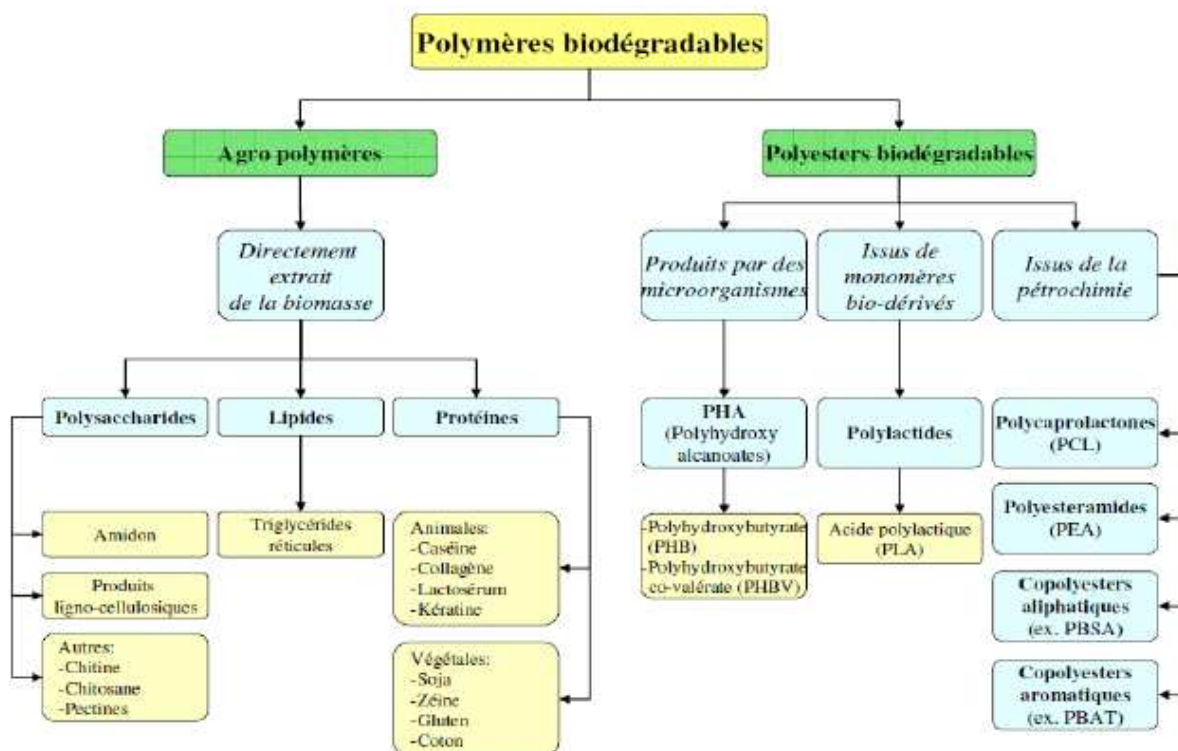 Polymères biodégradables
Agro polymères
Polyesters biodégradables
Directement
extrait
de la biomasse
Produits par des
microorganismes
Issus de
monomères
bio-dérivés
Issus de la
pétrochimie
Polysaccharides
Lipides
Protéines
PHA
(Polyhydroxy
alcanoates)
Polylactides
Polycaprolactones
(PCL)
Amidon
Triglycérides
réticules
Animales:
-Caséine
-Collagène
-Lactosérum
-Kératine
-Polyhydroxybutyrate
(PHB)
-Polyhydroxybutyrate
co-valérate (PHBV)
Acide polylactique
(PLA)
Polyesteramides
(PEA)
Produits
ligno-cellulosiques
Copolyesters
aliphatiques
(ex. PBSA)
Autres:
-Chitine
-Chitosane
-Pectines
Végétales:
-Soja
-Zéine
-Gluten
-Coton
Copolyesters
aromatiques
(ex. PBAT)